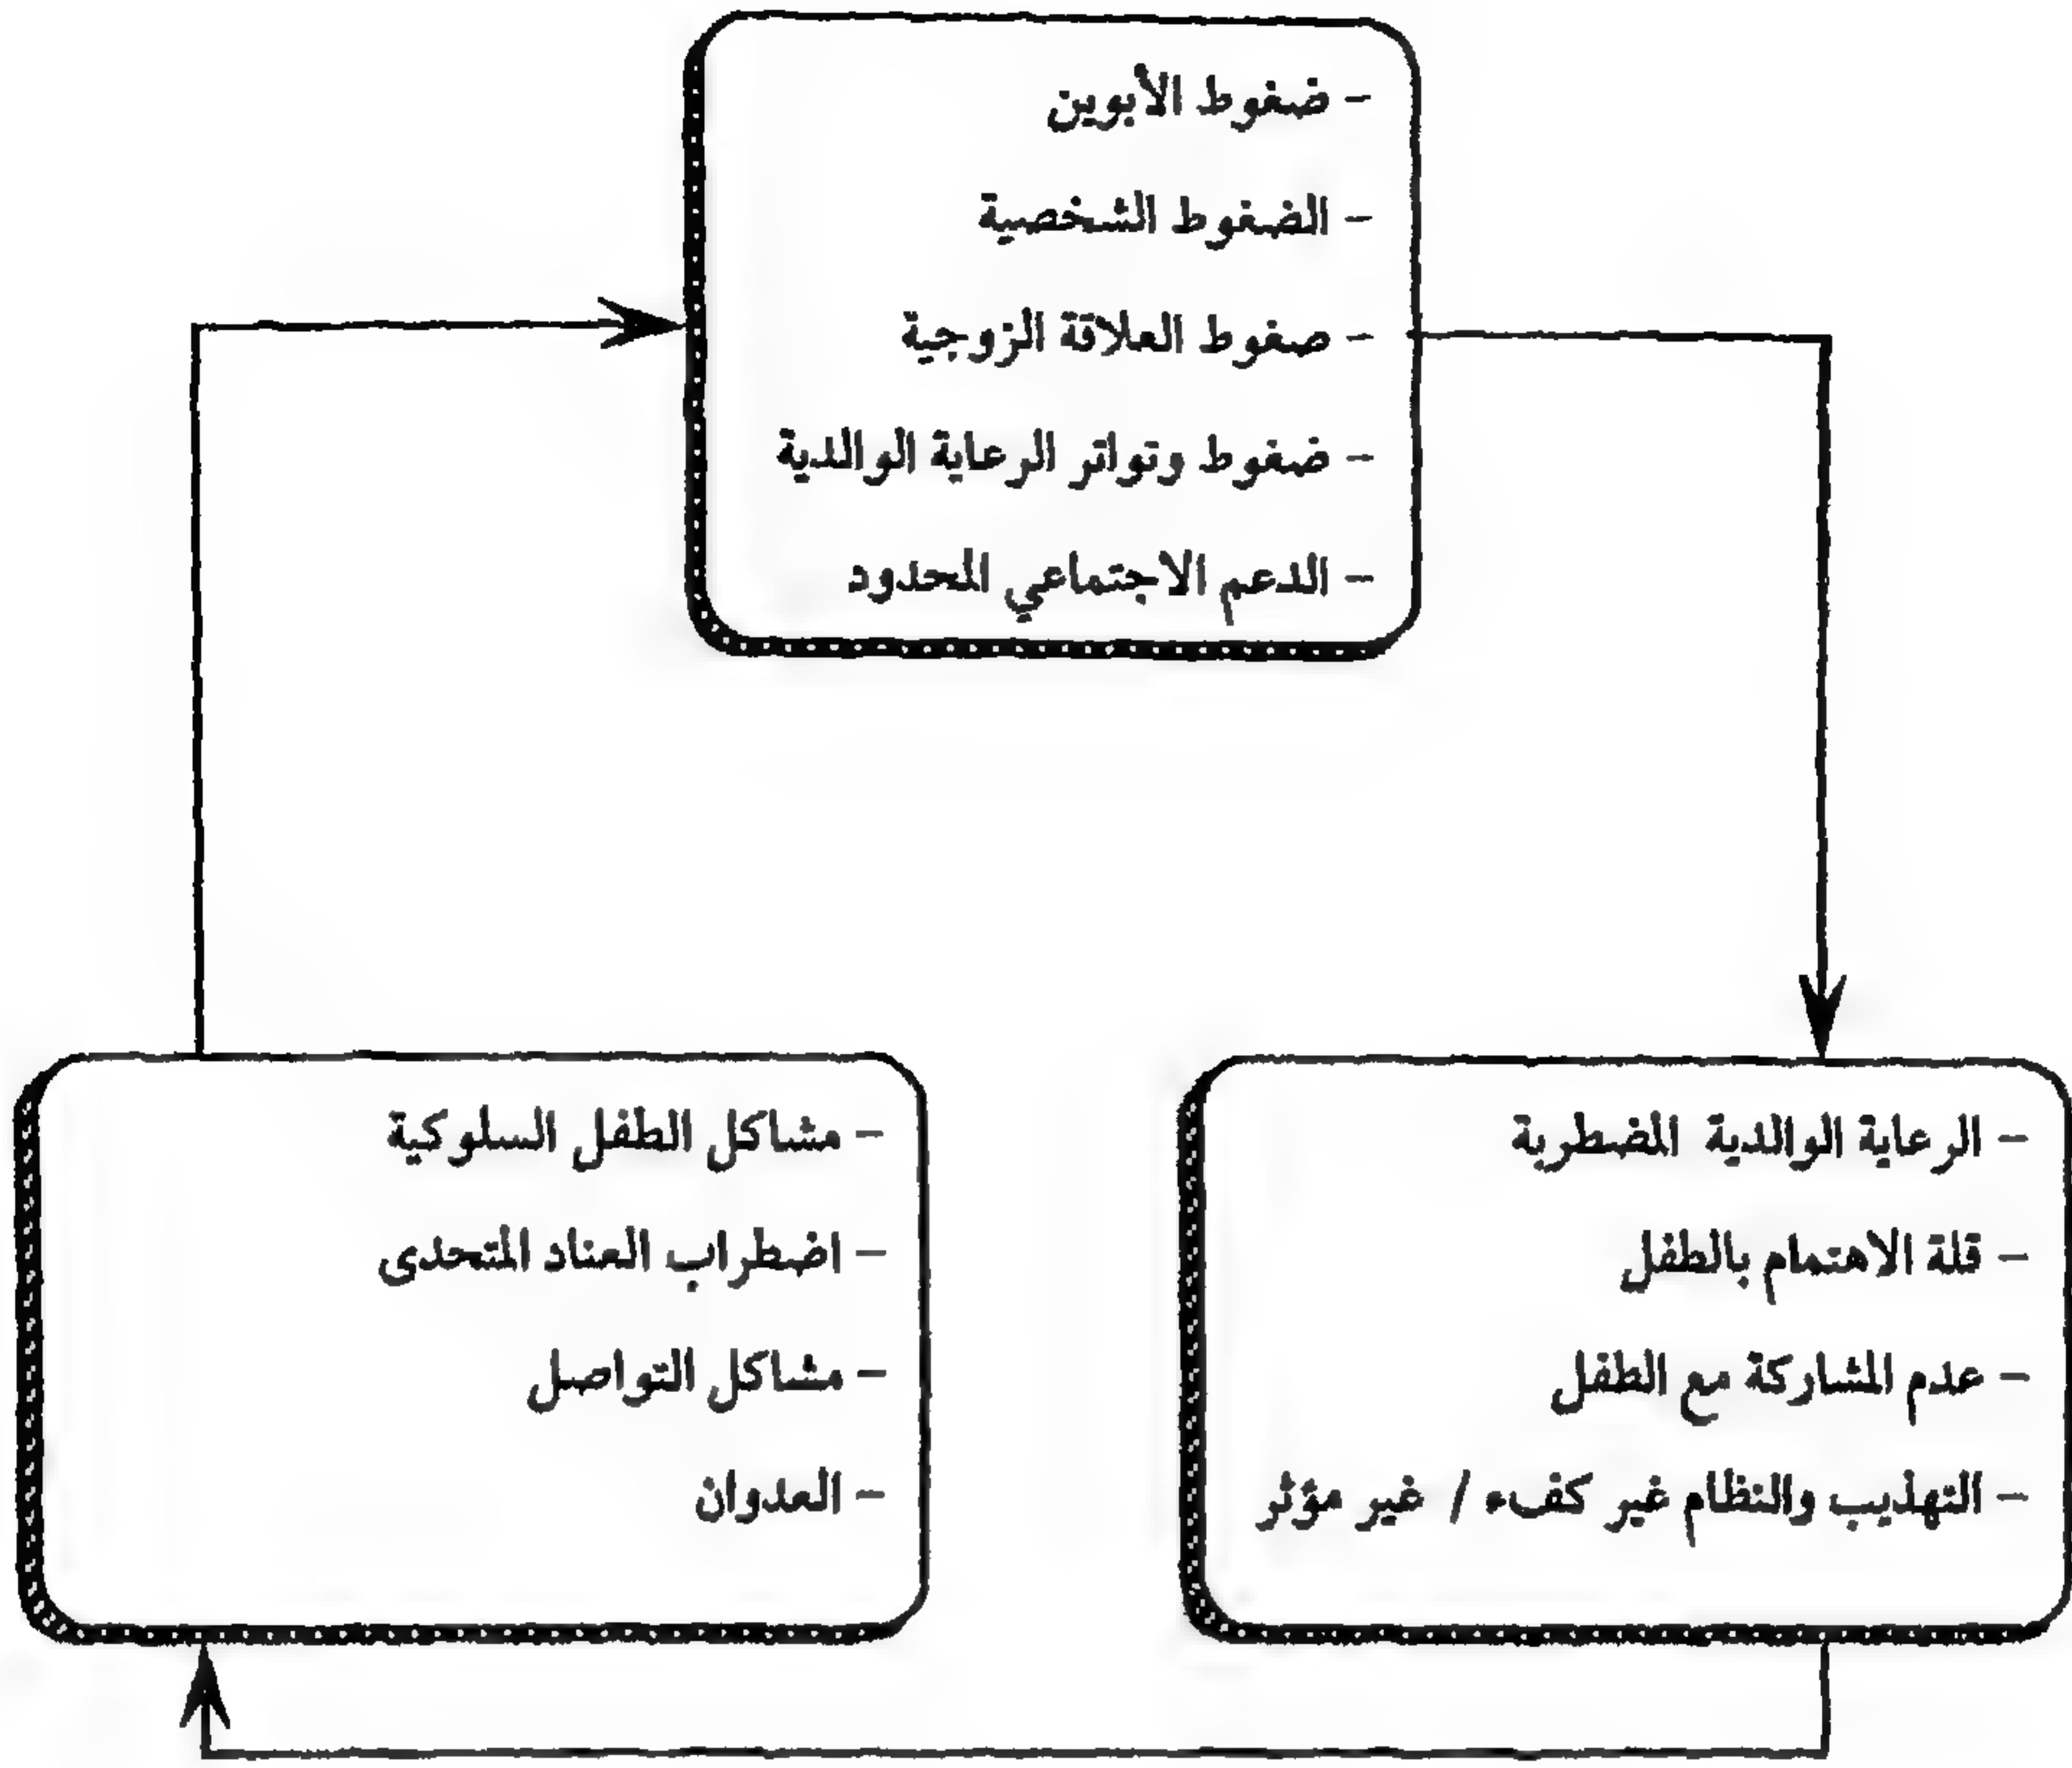 - ضغوط الأبوين
- الضغوط الشخصية
- صغوط العلاقة الزوجية
- ضغوط وتواتر الرعاية الوالدية
- الدعم الاجتماعي المحدود
- الرعاية الوالدية المضطربة
- قلة الاهتمام بالطفل
- عدم المشاركة مع الطفل
- التهذيب والنظام غير كفء / غير مؤثر
- مشاكل الطفل السلوكية
- اضطراب العناد المتحدى
- مشاكل التواصل
- العدوان